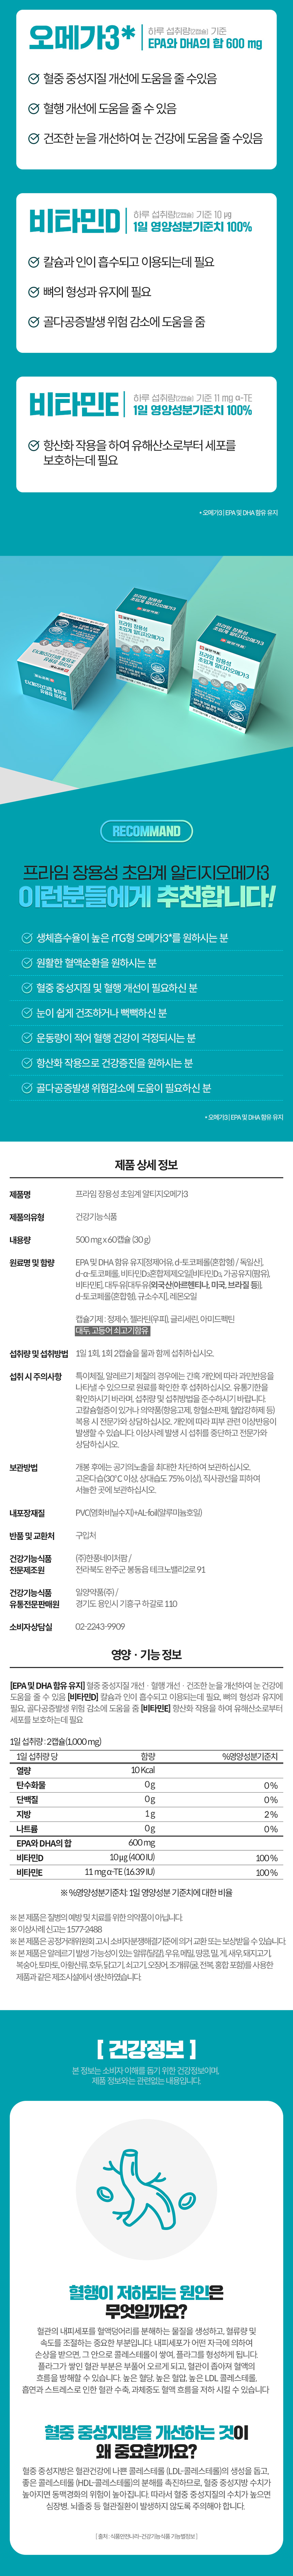 오메가3* 하루 섭취량(2캡슐) 기준
EPA와 DHA의 합 600 mg
혈중 중성지질 개선에 도움을 줄 수있음
혈행 개선에 도움을 줄 수 있음
건조한 눈을 개선하여 눈 건강에 도움을 줄 수있음
비타민D 하루 섭취량(2캡슐) 기준 10 ㎍
1일 영양성분기준치 100%
칼슘과 인이 흡수되고 이용되는데 필요
뼈의 형성과 유지에 필요
골다공증발생 위험 감소에 도움을 줌
비타민E 하루 섭취량(2캡슐) 기준 11 mg α-TE
1일 영양성분기준치 100%
항산화 작용을 하여 유해산소로부터 세포를
보호하는데 필요
* 오메가3 | EPA 및 DHA 함유 유지
프라임 장용성
초임계 알티지오메가3
프라임 장용성
초임계 알티지오메가3
RECOMMAND
프라임 장용성 초임계 알티지오메가3
이런분들에게 추천합니다!
생체흡수율이 높은 rTG형 오메가3*를 원하시는 분
원활한 혈액순환을 원하시는 분
혈중 중성지질 및 혈행 개선이 필요하신 분
눈이 쉽게 건조하거나 뻑뻑하신 분
운동량이 적어 혈행 건강이 걱정되시는 분
항산화 작용으로 건강증진을 원하시는 분
골다공증발생 위험감소에 도움이 필요하신 분
* 오메가3 | EPA 및 DHA 함유 유지
제품 상세 정보
제품명 프라임 장용성 초임계 알티지오메가3
제품의유형 건강기능식품
내용량 500 mg x 60캡슐 (30 g)
원료명 및 함량 EPA 및 DHA 함유 유지[정제어유, d-토코페롤(혼합형) / 독일산],
d-α-토코페롤, 비타민D₃혼합제제오일[비타민D₃, 가공유지(팜유),
비타민E], 대두유[대두유{외국산(아르헨티나, 미국, 브라질 등)},
d-토코페롤(혼합형), 규소수지], 레몬오일
캡슐기제 : 정제수, 젤라틴(우피), 글리세린, 아미드펙틴
대두, 고등어 쇠고기함유
섭취량 및 섭취방법 1일 1회, 1회 2캡슐을 물과 함께 섭취하십시오.
섭취 시 주의사항 특이체질, 알레르기 체질의 경우에는 간혹 개인에 따라 과민반응을
나타낼 수 있으므로 원료를 확인한 후 섭취하십시오. 유통기한을
확인하시기 바라며, 섭취량 및 섭취방법을 준수하시기 바랍니다.
고칼슘혈증이 있거나 의약품(항응고제, 항혈소판제, 혈압강하제 등)
복용 시 전문가와 상담하십시오. 개인에 따라 피부 관련 이상반응이
발생할 수 있습니다. 이상사례 발생 시 섭취를 중단하고 전문가와
상담하십시오.
보관방법 개봉 후에는 공기의노출을 최대한 차단하여 보관하십시오.
고온다습(30°C 이상, 상대습도 75% 이상), 직사광선을 피하여
서늘한 곳에 보관하십시오.
내포장재질 PVC(염화비닐수지)+AL-foil(알루미늄호일)
반품 및 교환처 구입처
건강기능식품 (주)한풍네이처팜 /
전문제조원 전라북도 완주군 봉동읍 테크노밸리2로 91
건강기능식품 일양약품(주) /
유통전문판매원 경기도 용인시 기흥구 하갈로 110
소비자상담실 02-2243-9909
영양 · 기능 정보
[EPA 및 DHA 함유 유지] 혈중 중성지질 개선 · 혈행 개선 · 건조한 눈을 개선하여 눈 건강에
도움을 줄 수 있음 [비타민D] 칼슘과 인이 흡수되고 이용되는데 필요, 뼈의 형성과 유지에
필요, 골다공증발생 위험 감소에 도움을 줌 [비타민E] 항산화 작용을 하여 유해산소로부터
세포를 보호하는데 필요
1일 섭취량 : 2캡슐(1,000 mg)
1일 섭취량 당 함량 %영양성분기준치
열량 10 Kcal
탄수화물 0 g 0 %
단백질 0 g 0 %
지방 1 g 2 %
나트륨 0 g 0 %
EPA와 DHA의 합 600 mg
비타민D 10 ㎍ (400 IU) 100 %
비타민E 11 mg α-TE (16.39 IU) 100 %
※ %영양성분기준치: 1일 영양성분 기준치에 대한 비율
※ 본 제품은 질병의 예방 및 치료를 위한 의약품이 아닙니다.
※ 이상사례 신고는 1577-2488
※ 본 제품은 공정거래위원회 고시 소비자분쟁해결기준에 의거 교환 또는 보상받을 수 있습니다.
※ 본 제품은 알레르기 발생 가능성이 있는 알류(달걀), 우유, 메밀, 땅콩, 밀, 게, 새우, 돼지고기,
복숭아, 토마토, 아황산류, 호두, 닭고기, 쇠고기, 오징어, 조개류(굴, 전복, 홍합 포함)를 사용한
제품과 같은 제조시설에서 생산하였습니다.
[ 건강정보 ]
본 정보는 소비자 이해를 돕기 위한 건강정보이며,
제품 정보와는 관련없는 내용입니다.
혈행이 저하되는 원인은
무엇일까요?
혈관의 내피세포를 혈액덩어리를 분해하는 물질을 생성하고, 혈류량 및
속도를 조절하는 중요한 부분입니다. 내피세포가 어떤 자극에 의하여
손상을 받으면, 그 안으로 콜레스테롤이 쌓여, 플라그를 형성하게 됩니다.
플라그가 쌓인 혈관 부분은 부풀어 오르게 되고, 혈관이 좁아져 혈액의
흐름을 방해할 수 있습니다. 높은 혈당, 높은 혈압, 높은 LDL 콜레스테롤,
흡연과 스트레스로 인한 혈관 수축, 과체중도 혈액 흐름을 저하 시킬 수 있습니다
혈중 중성지방을 개선하는 것이
왜 중요할까요?
혈중 중성지방은 혈관건강에 나쁜 콜레스테롤 (LDL-콜레스테롤)의 생성을 돕고,
좋은 콜레스테롤 (HDL-콜레스테롤)의 분해를 촉진하므로, 혈중 중성지방 수치가
높아지면 동맥경화의 위험이 높아집니다. 따라서 혈중 중성지질의 수치가 높으면
심장병, 뇌졸중 등 혈관질환이 발생하지 않도록 주의해야 합니다.
[ 출처 : 식품안전나라-건강기능식품 기능별정보 ]